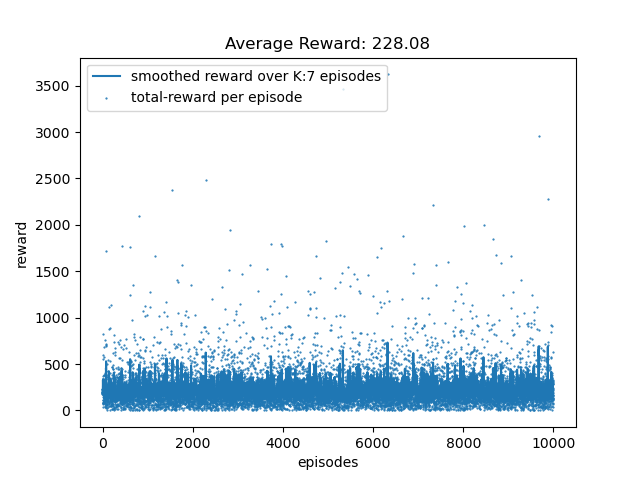 Average Reward: 228.08
smoothed reward over K:7 episodes
total-reward per episode
3500
3000
2500
2000
1500
1000
500
0
reward
0 2000 4000 6000 8000 10000
episodes